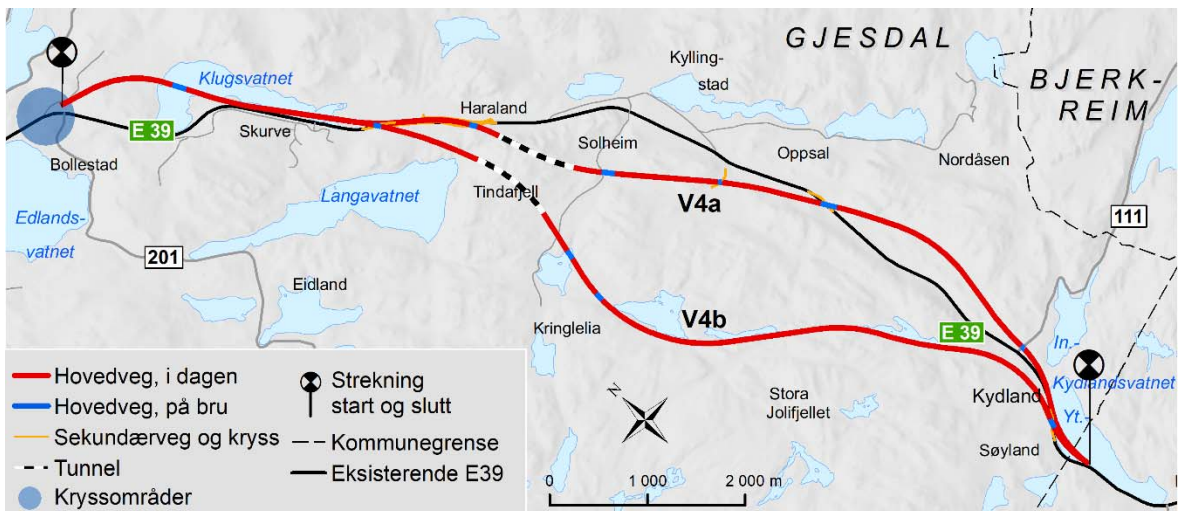 GJESDAL
BJERK-
REIM
Klugsvatnet
Kylling-
stad
Haraland
E 39
Skurve
Solheim
Oppsal
Nordåsen
Bollestad
Tindafjell
Langavatnet
V4a
Edlands-
vatnet
111
201
Eidland
V4b
Kringlelia
E 39
In.-
Kydlandsvatnet
Yt.-
Kydland
Stora
Jolifjellet
Søyland
N
Hovedveg, i dagen
Hovedveg, på bru
Sekundærveg og kryss
Tunnel
Kryssområder
Strekning
start og slutt
Kommunegrense
Eksisterende E39
0 1 000 2 000 m